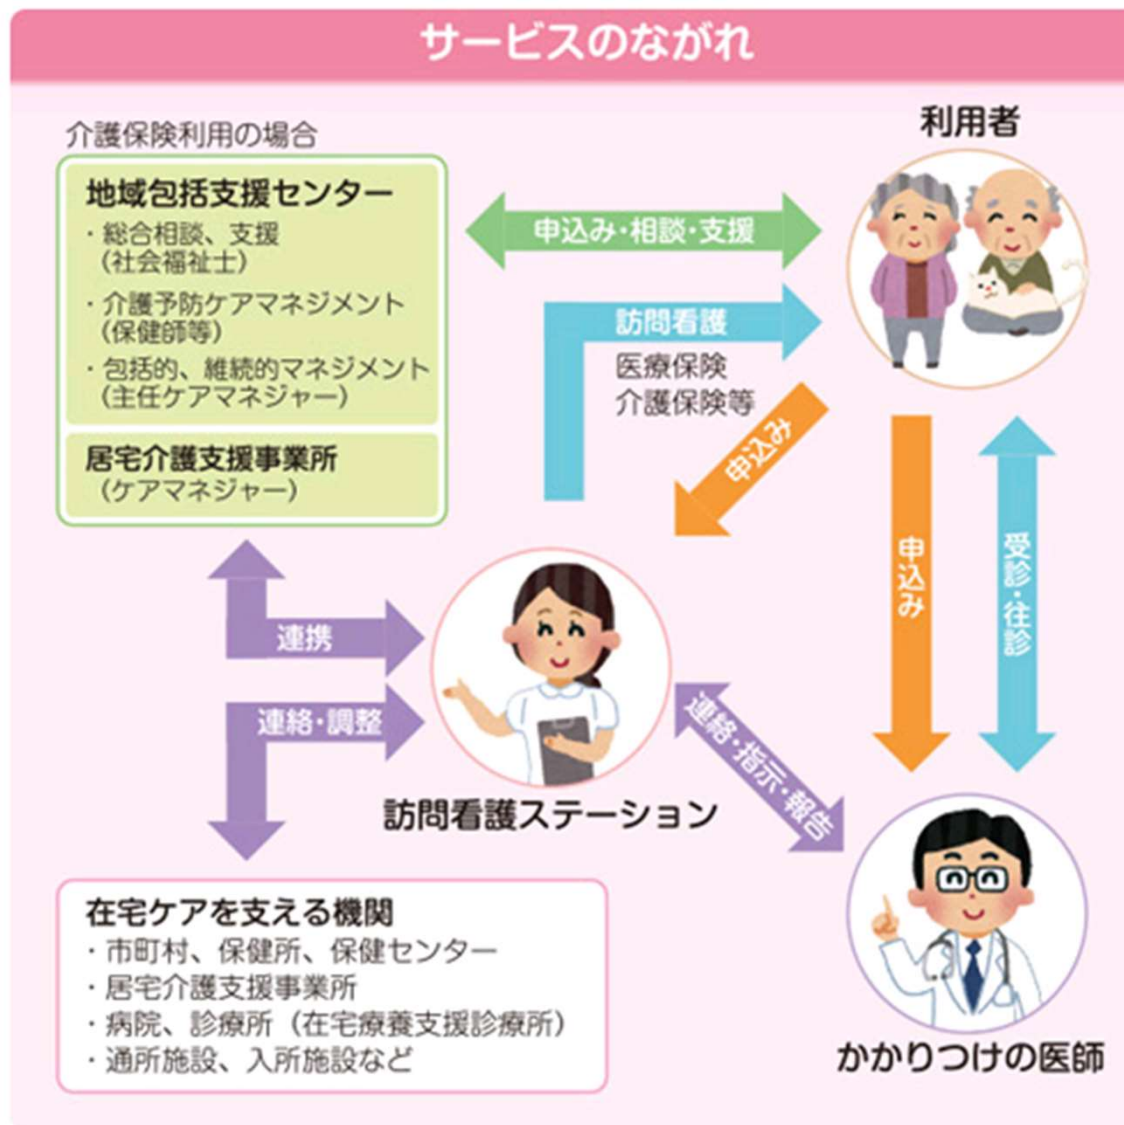 サービスのながれ
介護保険利用の場合
地域包括支援センター
・総合相談、支援
（社会福祉士）
・介護予防ケアマネジメント
（保健師等）
・包括的、維続的マネジメント
（主任ケアマネジャー）
居宅介護支援事業所
（ケアマネジャー）
利用者
申込み・相談・支援
訪問看護
医療保険
介護保険等
申込み
申込み
受診・往診
連携
連絡・調整
連絡・指示・報告
訪問看護ステーション
かかりつけの医師
在宅ケアを支える機関
・市町村、保健所、保健センター
・居宅介護支援事業所
・病院、診療所（在宅療養支援診療所）
・通所施設、入所施設など